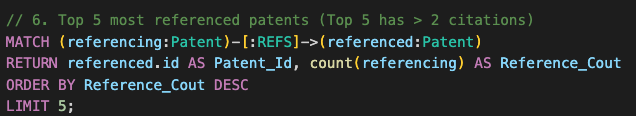 // 6. Top 5 most referenced patents (Top 5 has > 2 citations)
MATCH (referencing:Patent)-[:REFS]->(referenced:Patent)
RETURN referenced.id AS Patent_Id, count(referencing) AS Reference_Cout
ORDER BY Reference_Cout DESC
LIMIT 5;